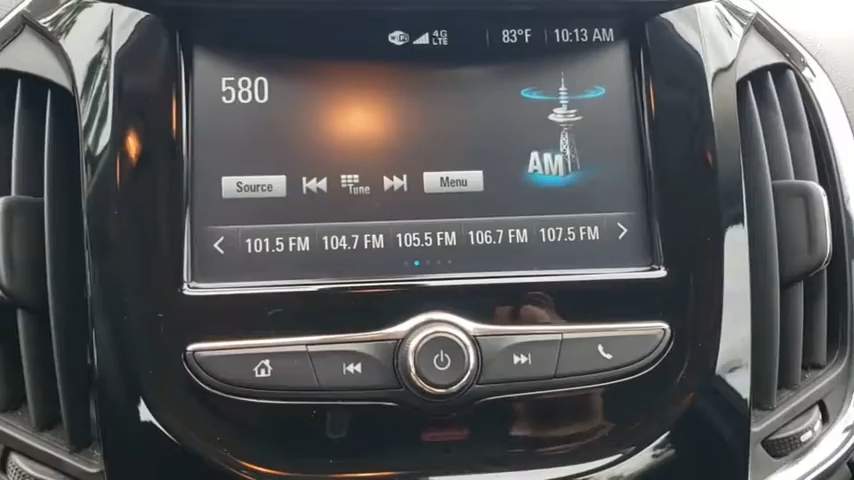 WiFi 4G LTE 83°F 10:13 AM
580
AM
Source Tune Menu
101.5 FM 104.7 FM 105.5 FM 106.7 FM 107.5 FM